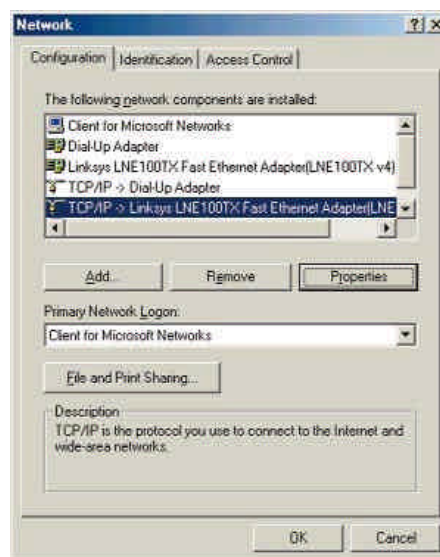 Network
Configuration Identification Access Control
The following network components are installed:
Client for Microsoft Networks
Dial-Up Adapter
Linksys LNE100TX Fast Ethernet Adapter(LNE100TX v4)
TCP/IP -> Dial-Up Adapter
TCP/IP -> Linksys LNE100TX Fast Ethernet Adapter(LNE
Add... Remove Properties
Primary Network Logon:
Client for Microsoft Networks
File and Print Sharing...
Description
TCP/IP is the protocol you use to connect to the Internet and
wide-area networks.
OK Cancel